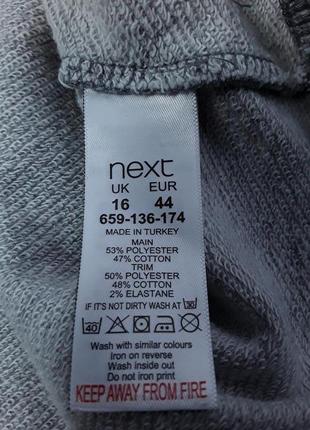 next
UK EUR
16 44
659-136-174
MADE IN TURKEY
MAIN
53% POLYESTER
47% COTTON
TRIM
50% POLYESTER
48% COTTON
2% ELASTANE
IF IT'S NOT DIRTY WASH AT 30
40
Wash with similar colours
Iron on reverse
Wash inside out
Do not iron print
KEEP AWAY FROM FIRE